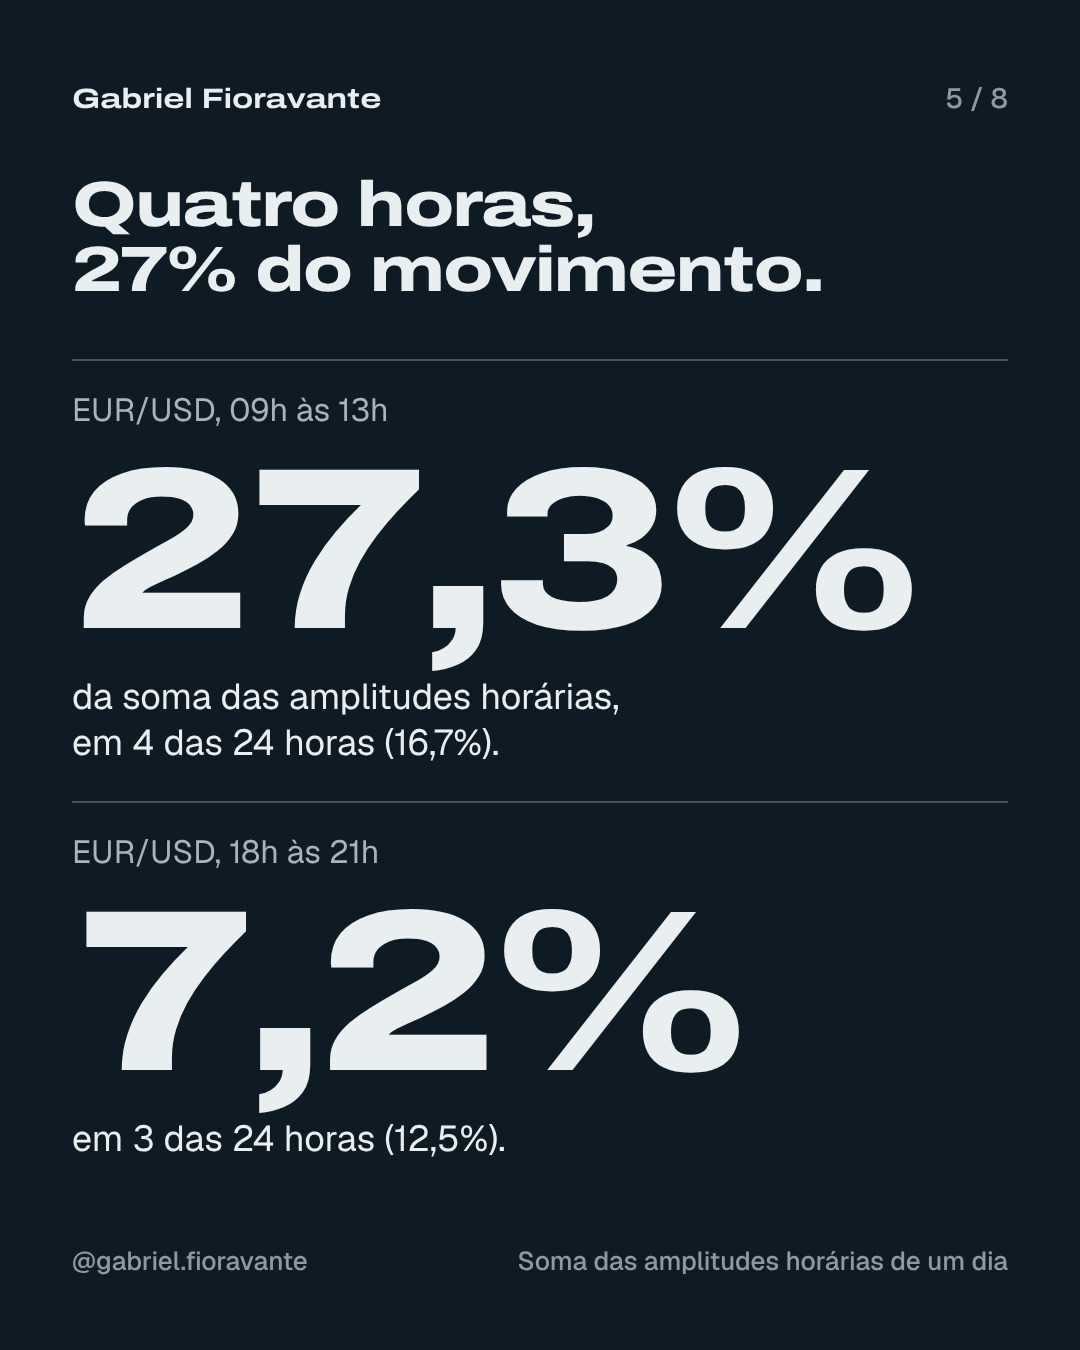 Gabriel Fioravante
5 / 8
Quatro horas,
27% do movimento.
EUR/USD, 09h às 13h
27,3%
da soma das amplitudes horárias,
em 4 das 24 horas (16,7%).
EUR/USD, 18h às 21h
7,2%
em 3 das 24 horas (12,5%).
@gabriel.fioravante
Soma das amplitudes horárias de um dia